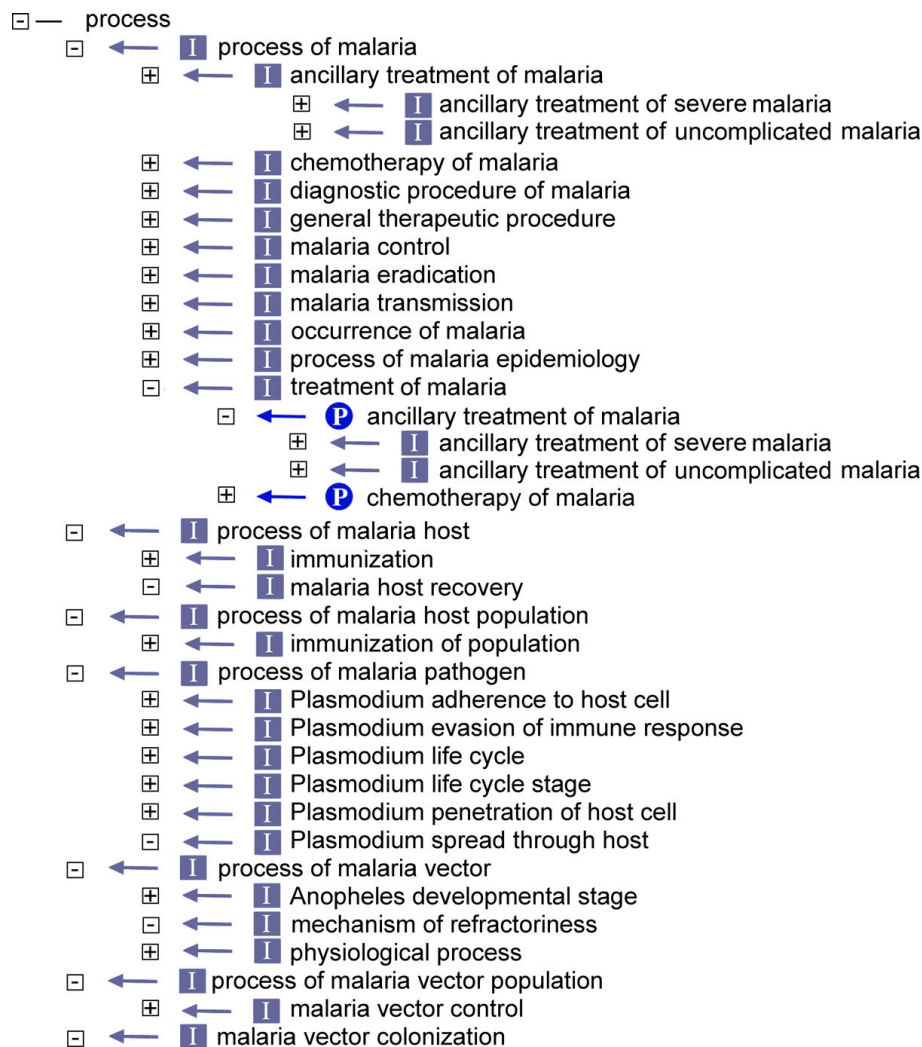 process
I process of malaria
I ancillary treatment of malaria
I ancillary treatment of severe malaria
I ancillary treatment of uncomplicated malaria
I chemotherapy of malaria
I diagnostic procedure of malaria
I general therapeutic procedure
I malaria control
I malaria eradication
I malaria transmission
I occurrence of malaria
I process of malaria epidemiology
I treatment of malaria
P ancillary treatment of malaria
I ancillary treatment of severe malaria
I ancillary treatment of uncomplicated malaria
P chemotherapy of malaria
I process of malaria host
I immunization
I malaria host recovery
I process of malaria host population
I immunization of population
I process of malaria pathogen
I Plasmodium adherence to host cell
I Plasmodium evasion of immune response
I Plasmodium life cycle
I Plasmodium life cycle stage
I Plasmodium penetration of host cell
I Plasmodium spread through host
I process of malaria vector
I Anopheles developmental stage
I mechanism of refractoriness
I physiological process
I process of malaria vector population
I malaria vector control
I malaria vector colonization